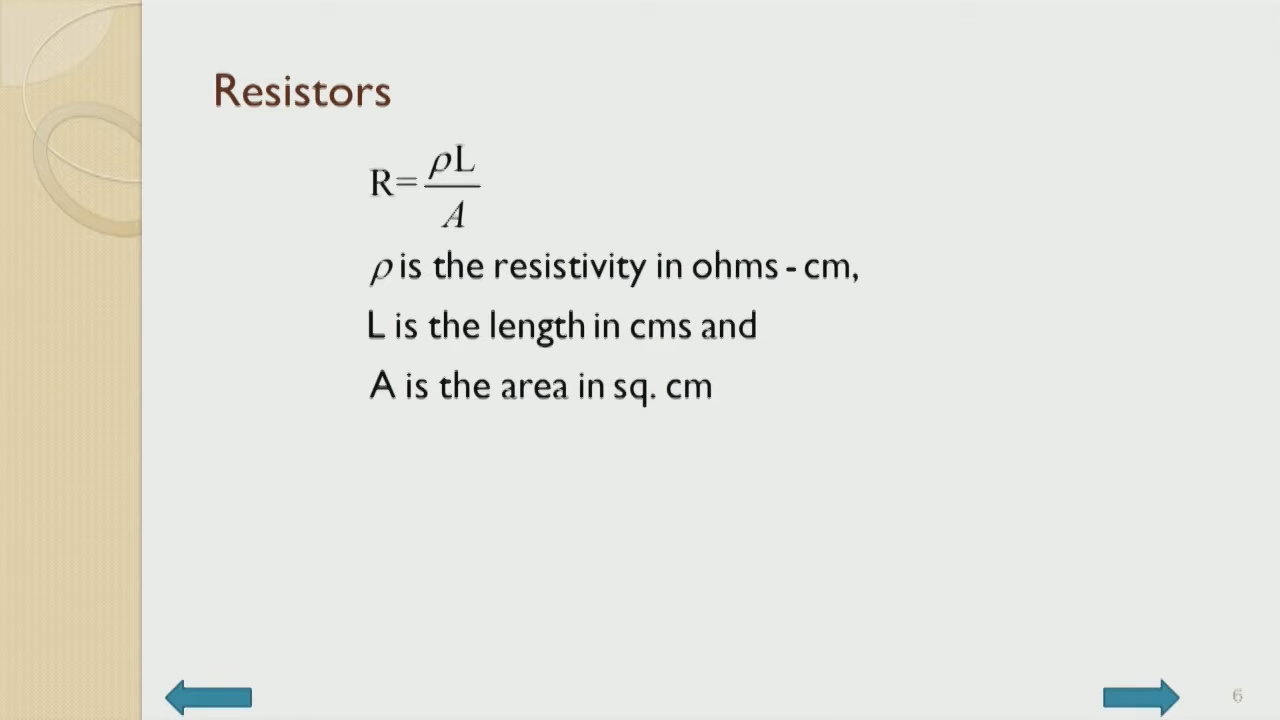 Resistors
R=ρL/A
ρ is the resistivity in ohms - cm,
L is the length in cms and
A is the area in sq. cm
6